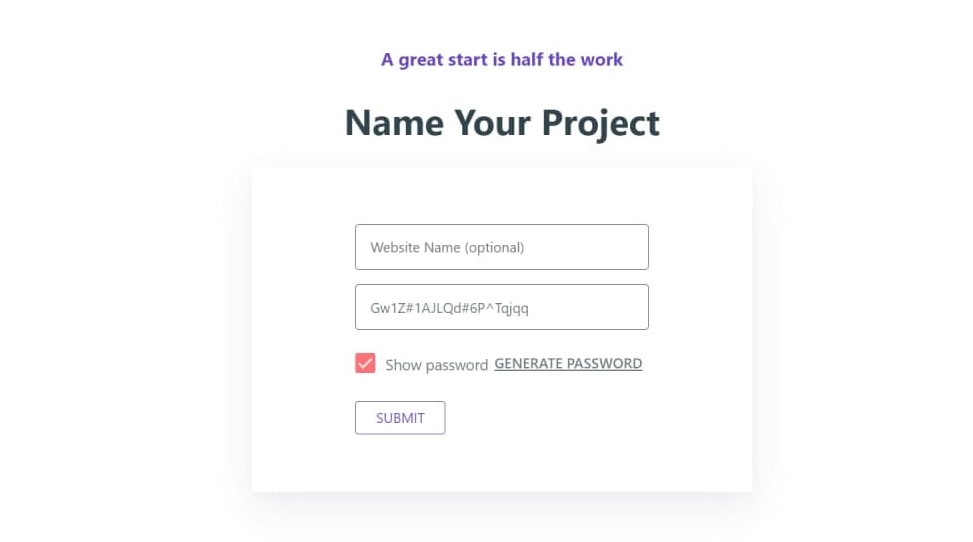 A great start is half the work
Name Your Project
Website Name (optional)
Gw1Z#1AJLQd#6P^Tqjqq
Show password GENERATE PASSWORD
SUBMIT